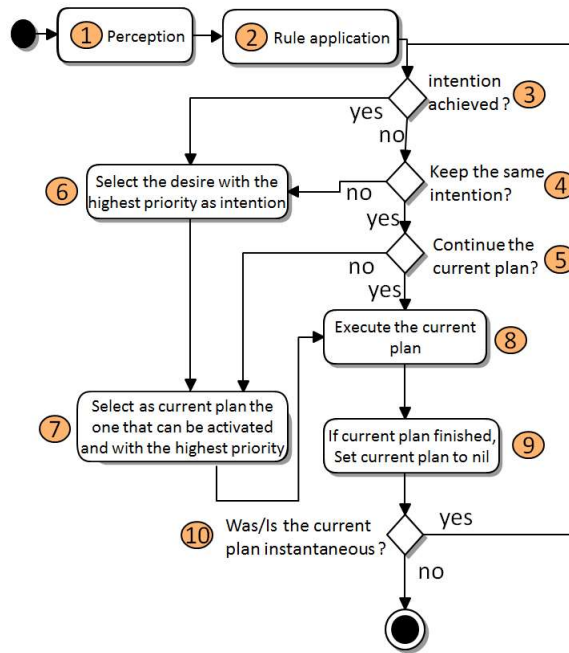 1 Perception
2 Rule application
intention
achieved ? 3
yes
no
Keep the same
intention? 4
6 Select the desire with the
highest priority as intention
no
yes
Continue the
current plan? 5
no
yes
Execute the current
plan 8
7 Select as current plan the
one that can be activated
and with the highest priority
If current plan finished,
Set current plan to nil 9
10 Was/Is the current
plan instantaneous ?
yes
no